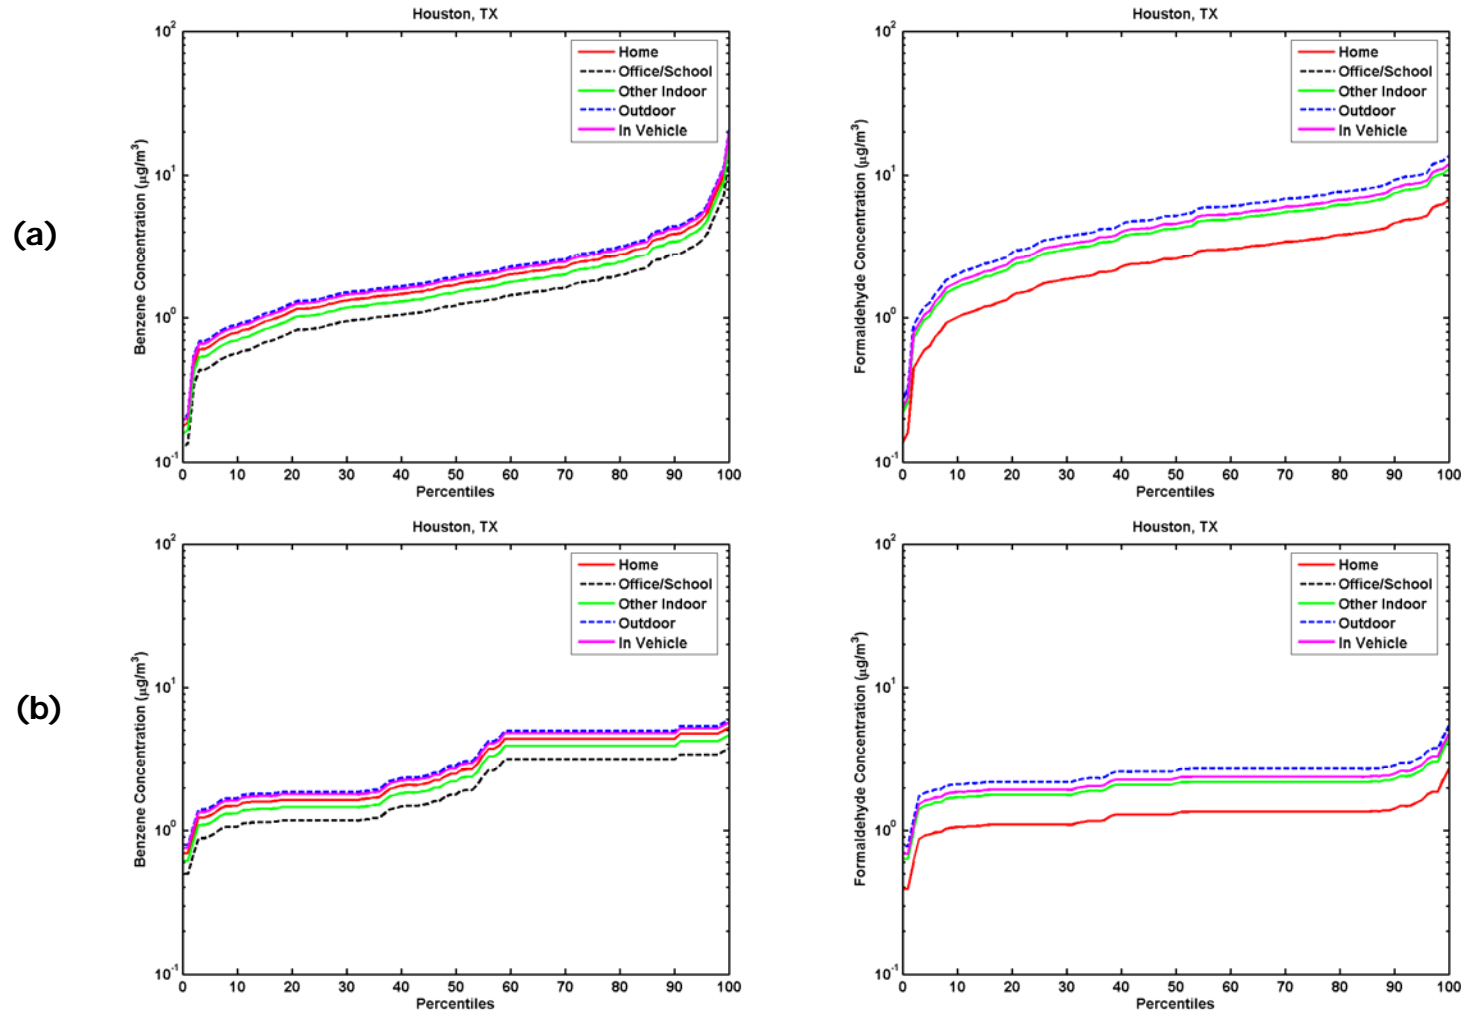 Houston, TX
Benzene Concentration (μg/m³)
10²
10¹
10⁰
10⁻¹
Home
Office/School
Other Indoor
Outdoor
In Vehicle
0 10 20 30 40 50 60 70 80 90 100
Percentiles
(a)
Houston, TX
Formaldehyde Concentration (μg/m³)
10²
10¹
10⁰
10⁻¹
Home
Office/School
Other Indoor
Outdoor
In Vehicle
0 10 20 30 40 50 60 70 80 90 100
Percentiles
Houston, TX
Benzene Concentration (μg/m³)
10²
10¹
10⁰
10⁻¹
Home
Office/School
Other Indoor
Outdoor
In Vehicle
0 10 20 30 40 50 60 70 80 90 100
Percentiles
(b)
Houston, TX
Formaldehyde Concentration (μg/m³)
10²
10¹
10⁰
10⁻¹
Home
Office/School
Other Indoor
Outdoor
In Vehicle
0 10 20 30 40 50 60 70 80 90 100
Percentiles